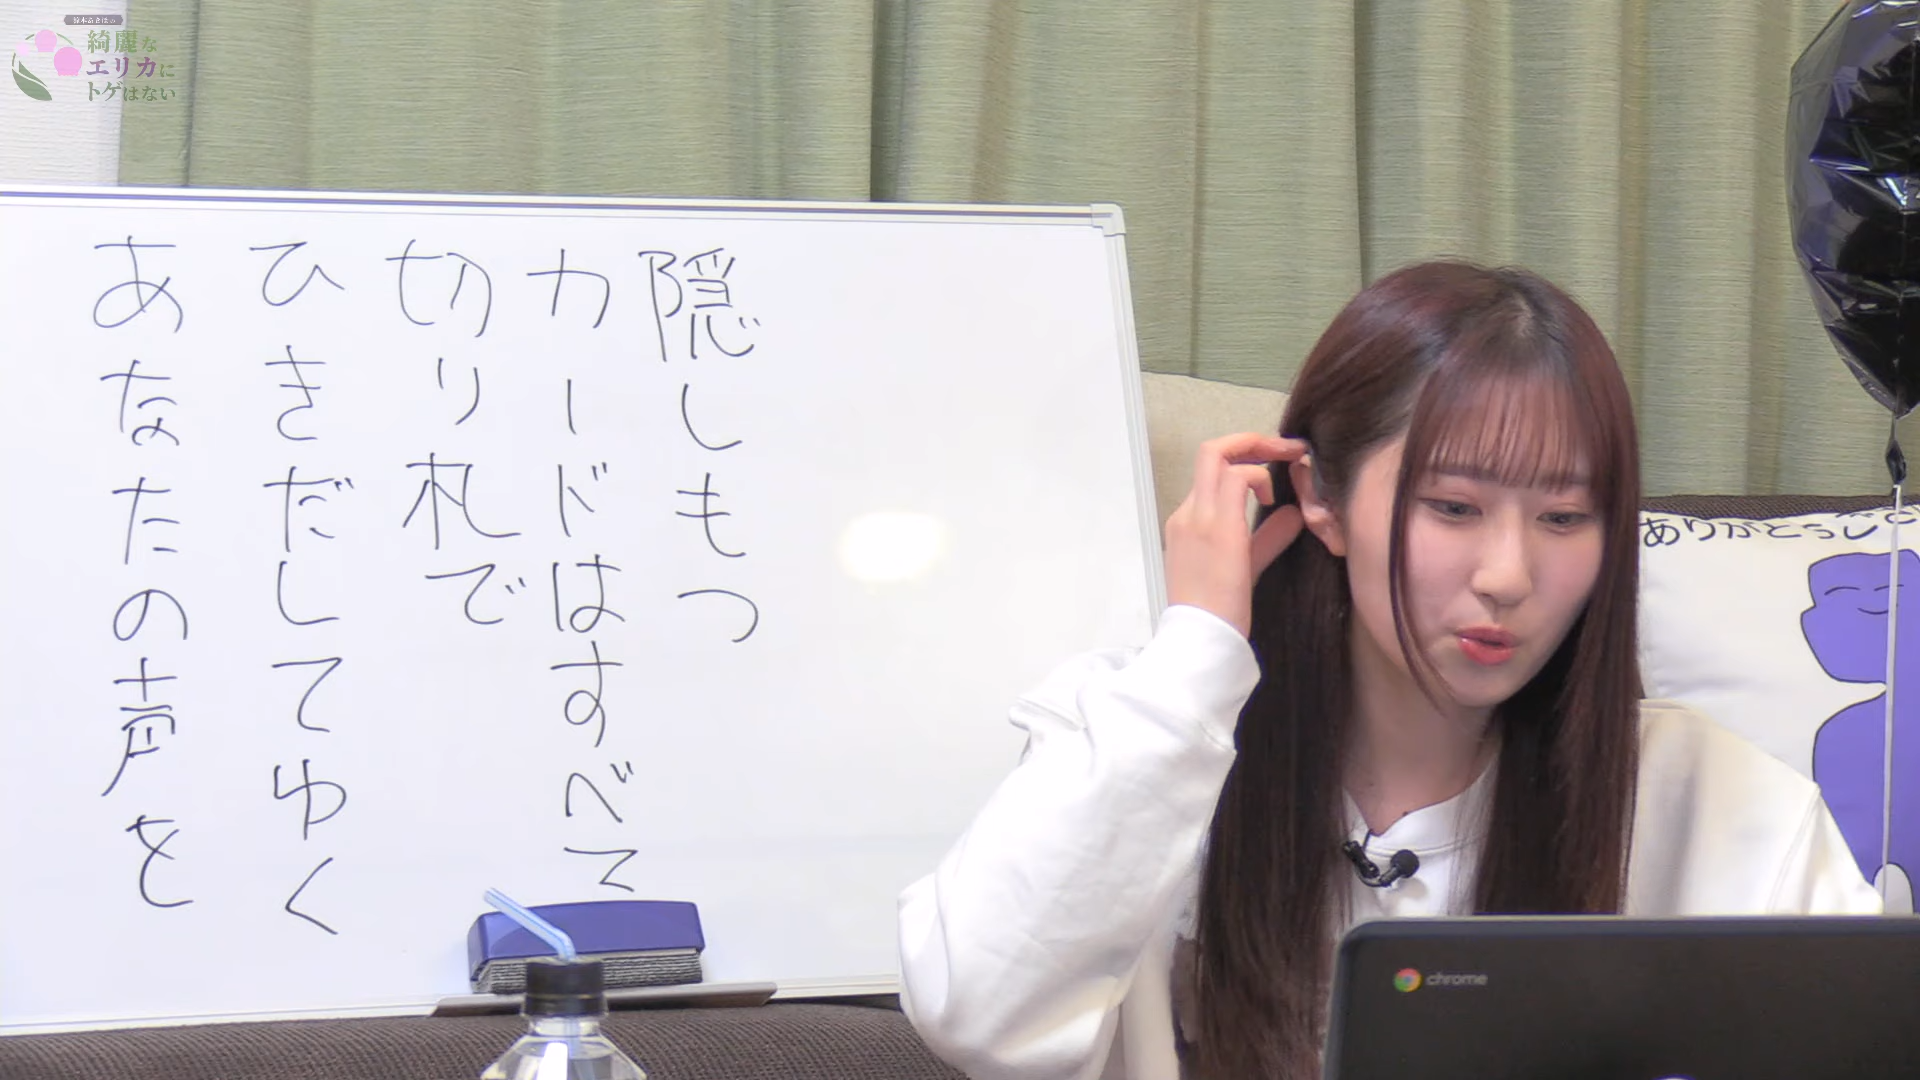 綺麗な
エリカに
トゲはない
隠しもつ
カードはすべて
切り札で
ひきだしてゆく
あなたの声を
ありがとうござ
chrome